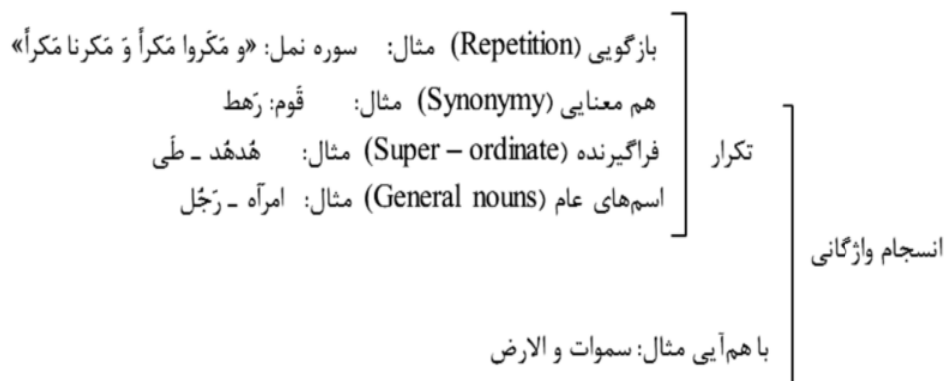 بازگویی (Repetition) مثال: سوره نمل: «و مَکَروا مَکراً وَ مَکرنا مَکراً»
هم معنایی (Synonymy) مثال: قَوم: رَهط
فراگیرنده (Super – ordinate) مثال: هُدهُد ـ طَی
اسم‌های عام (General nouns) مثال: امرآه ـ رَجُل
تکرار
انسجام واژگانی
با هم‌آیی مثال: سموات و الارض